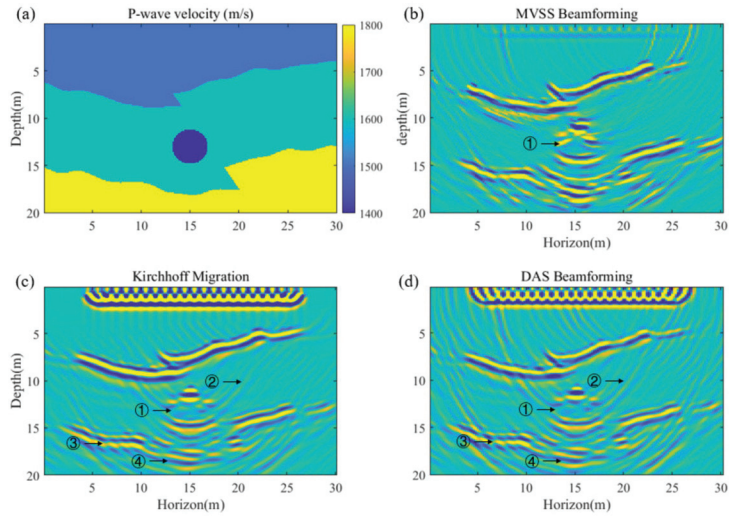 (a) P-wave velocity (m/s)
1800
1700
1600
1500
1400
5
10
15
20
Depth(m)
5 10 15 20 25 30
(b) MVSS Beamforming
5
10
15
20
depth(m)
①
5 10 15 20 25 30
Horizon(m)
(c) Kirchhoff Migration
5
10
15
20
Depth(m)
②
①
③
④
5 10 15 20 25 30
Horizon(m)
(d) DAS Beamforming
5
10
15
20
Depth(m)
②
①
③
④
5 10 15 20 25 30
Horizon(m)